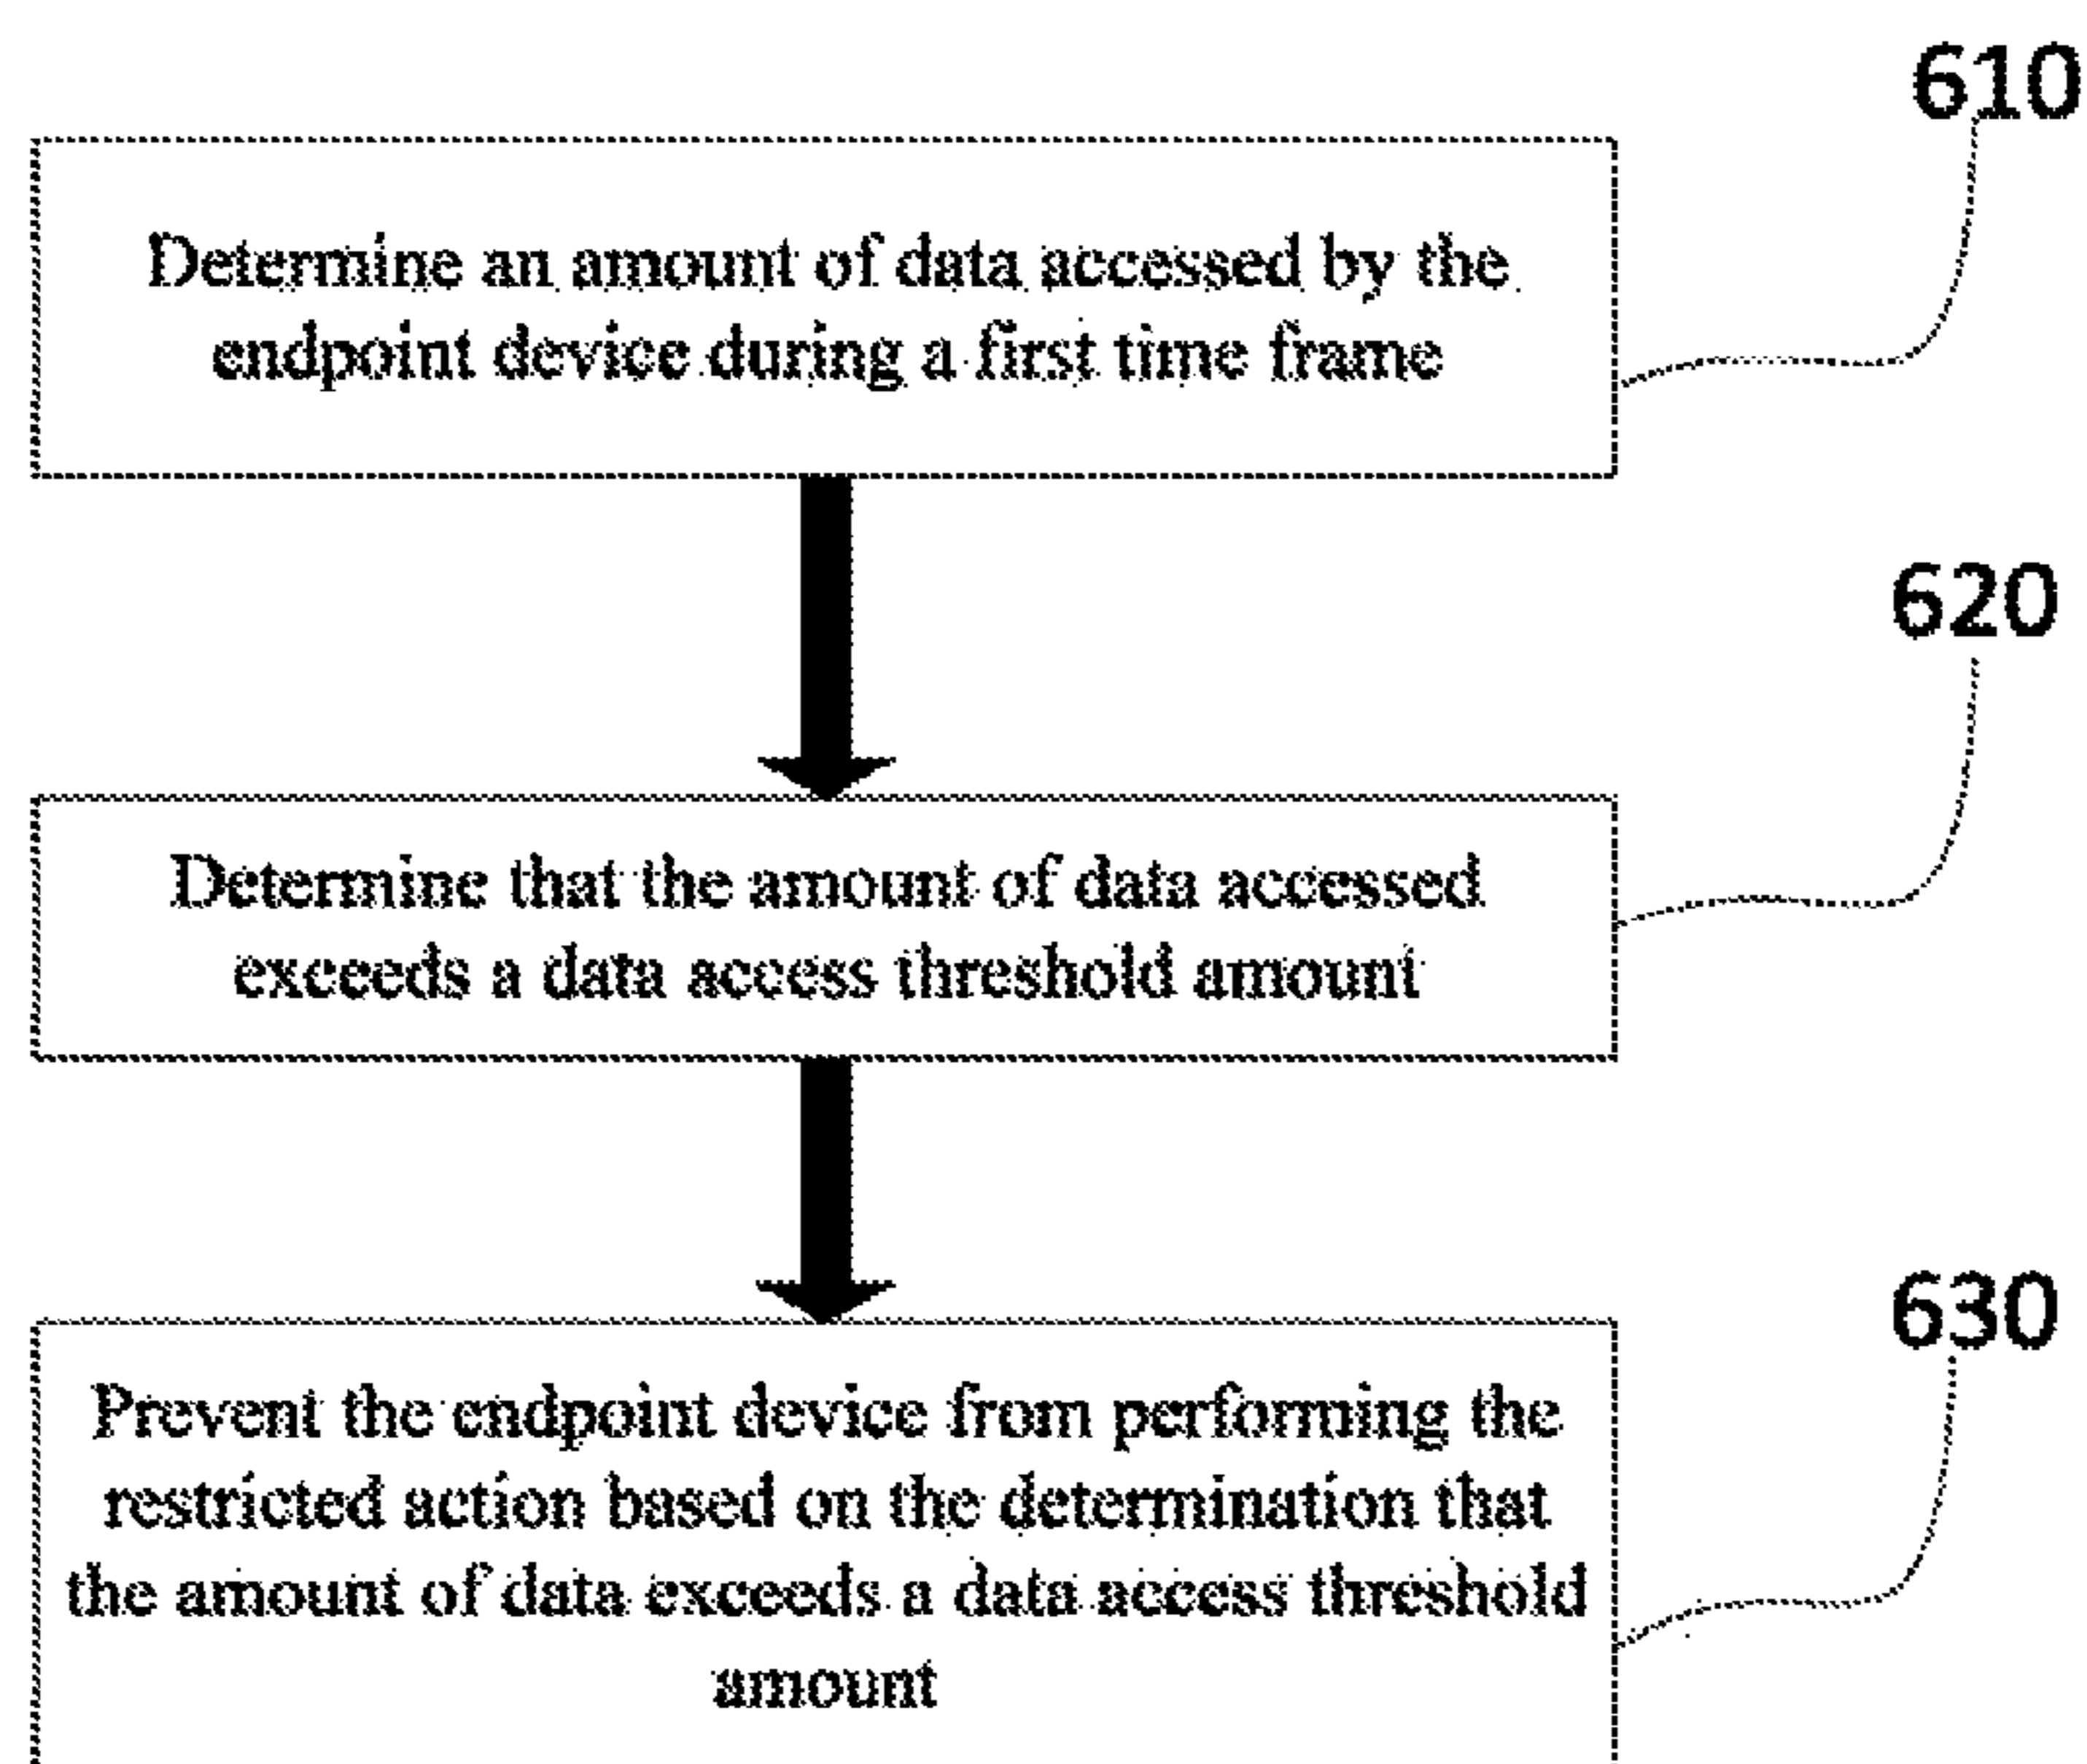 610
Determine an amount of data accessed by the
endpoint device during a first time frame
620
Determine that the amount of data accessed
exceeds a data access threshold amount
630
Prevent the endpoint device from performing the
restricted action based on the determination that
the amount of data exceeds a data access threshold
amount